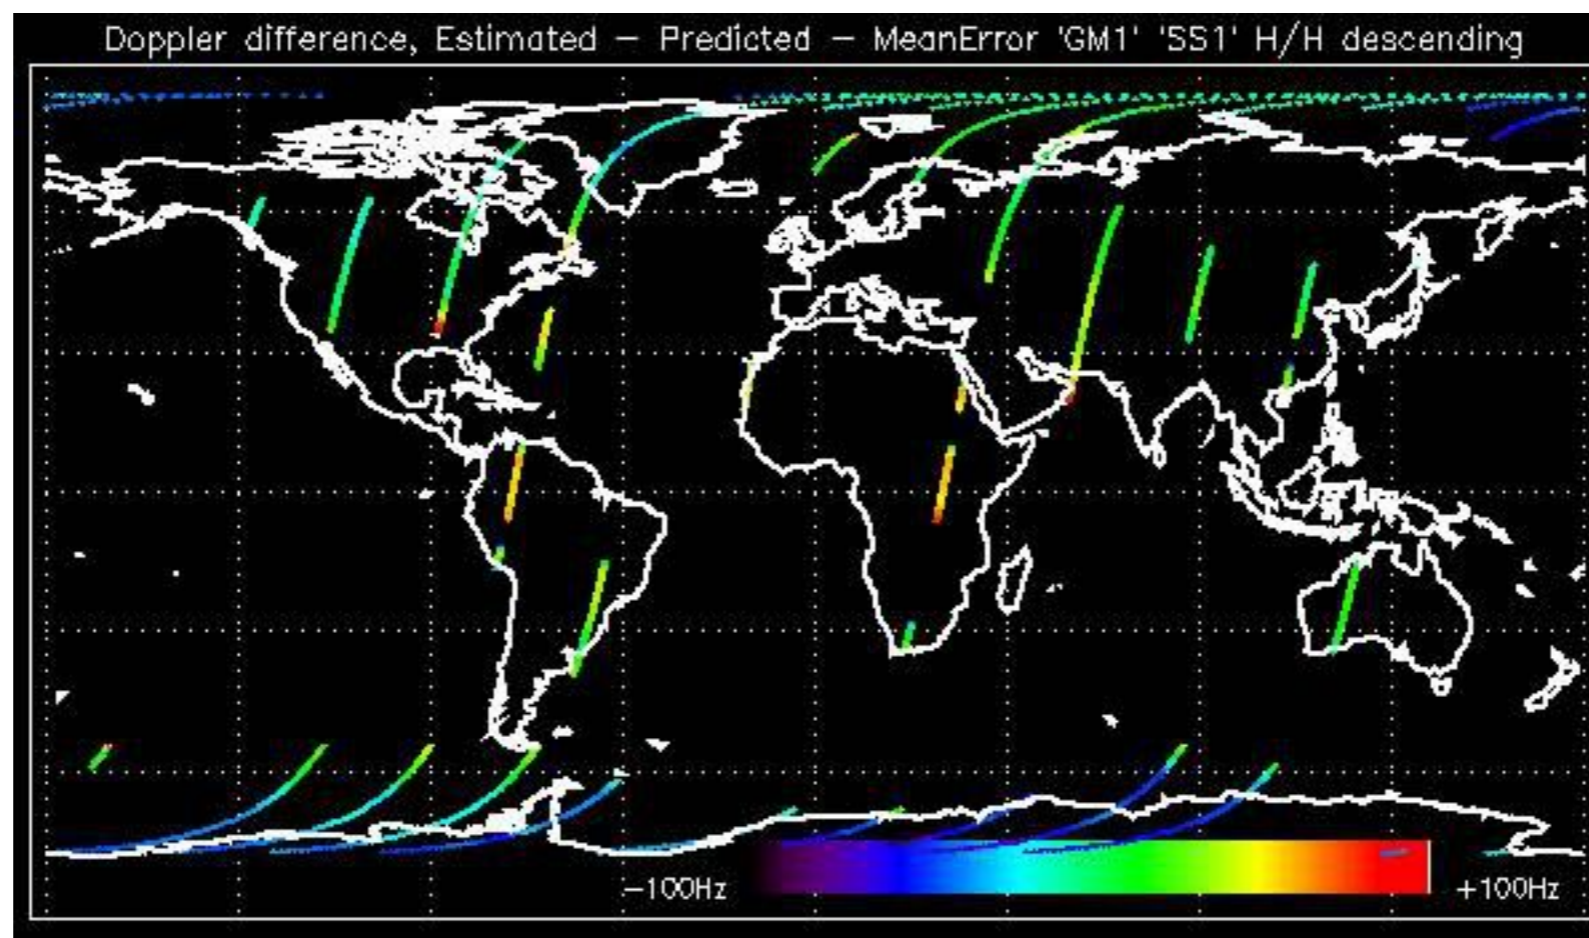 Doppler difference, Estimated — Predicted — MeanError 'GM1' 'SS1' H/H descending
—100Hz
+100Hz